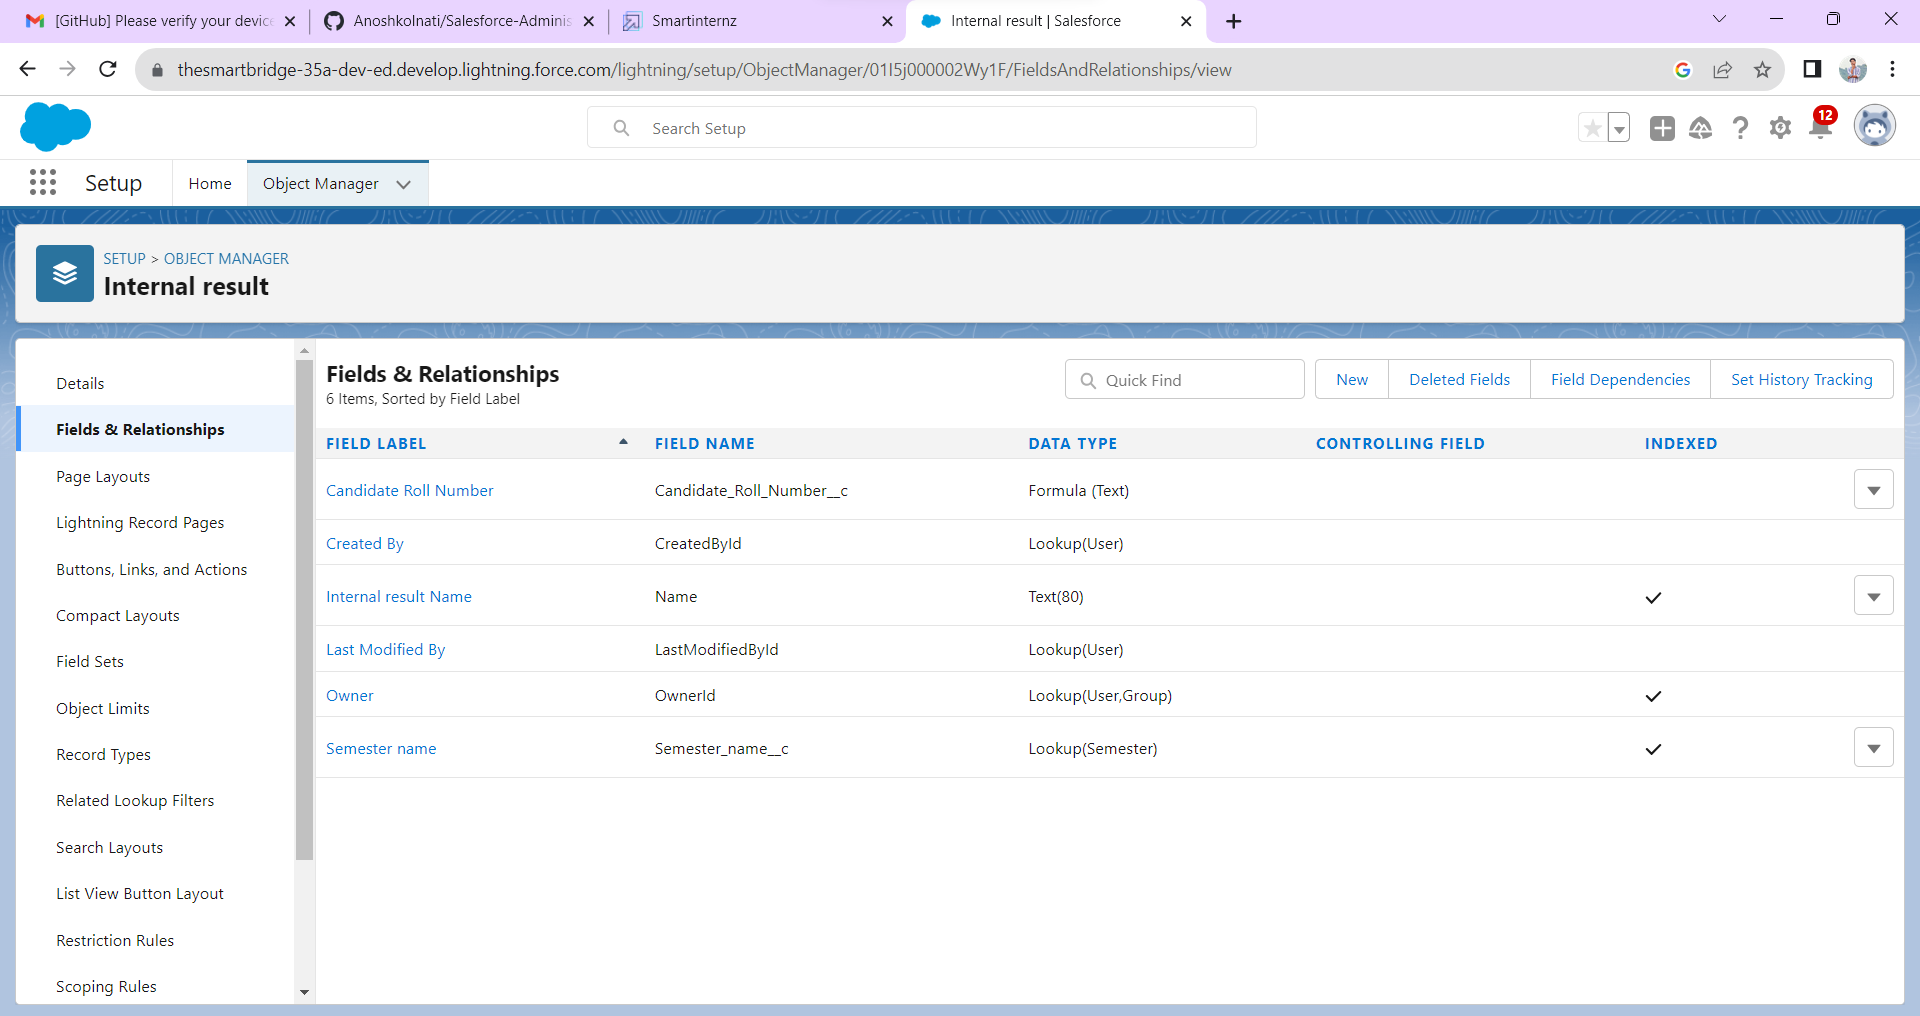 [GitHub] Please verify your device
Anoshkolnati/Salesforce-Adminis
Smartinternz
Internal result | Salesforce
thesmartbridge-35a-dev-ed.develop.lightning.force.com/lightning/setup/ObjectManager/01I5j000002Wy1F/FieldsAndRelationships/view
Search Setup
12
Setup
Home
Object Manager
SETUP > OBJECT MANAGER
Internal result
Details
Fields & Relationships
Page Layouts
Lightning Record Pages
Buttons, Links, and Actions
Compact Layouts
Field Sets
Object Limits
Record Types
Related Lookup Filters
Search Layouts
List View Button Layout
Restriction Rules
Scoping Rules
Fields & Relationships
6 Items, Sorted by Field Label
Quick Find
New
Deleted Fields
Field Dependencies
Set History Tracking
FIELD LABEL FIELD NAME DATA TYPE CONTROLLING FIELD INDEXED
Candidate Roll Number Candidate_Roll_Number__c Formula (Text)
Created By CreatedById Lookup(User)
Internal result Name Name Text(80)
Last Modified By LastModifiedById Lookup(User)
Owner OwnerId Lookup(User,Group)
Semester name Semester_name__c Lookup(Semester)